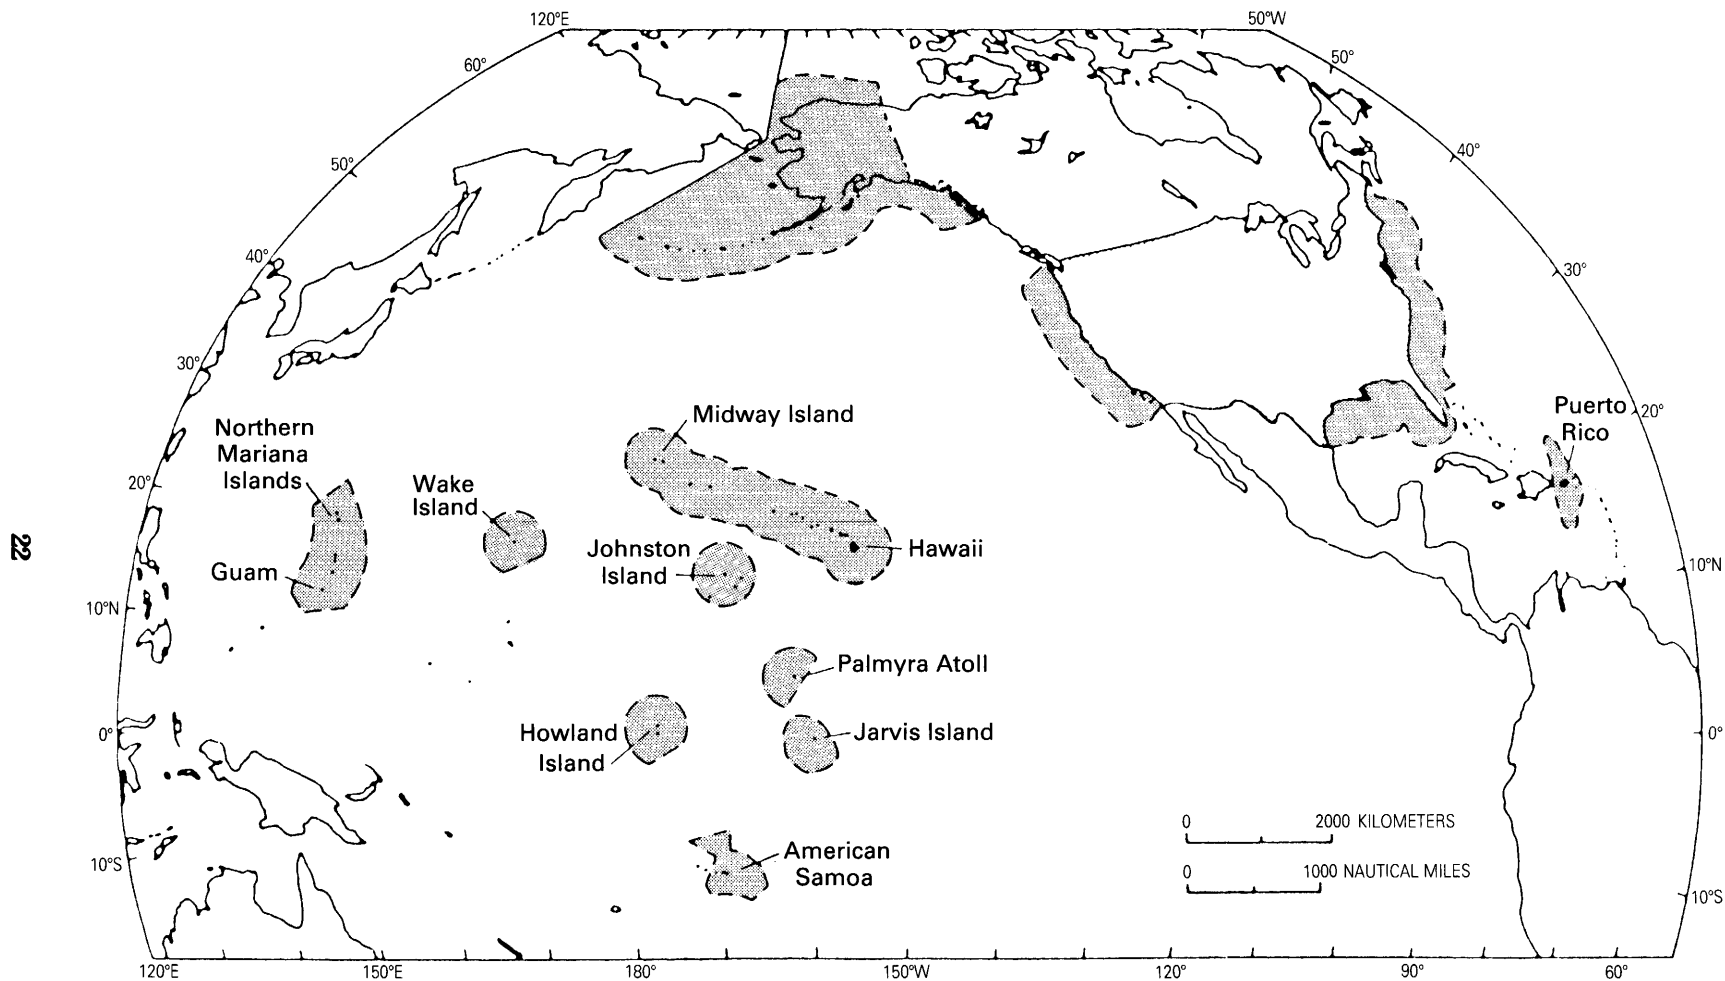 120°E
50°W
60°
50°
50°
40°
40°
30°
30°
20°
20°
10°N
10°N
0°
0°
10°S
10°S
Midway Island
Northern
Mariana
Islands
Wake
Island
Puerto
Rico
Johnston
Island
Hawaii
Guam
Palmyra Atoll
Howland
Island
Jarvis Island
American
Samoa
0 2000 KILOMETERS
0 1000 NAUTICAL MILES
120°E 150°E 180° 150°W 120° 90° 60°
22